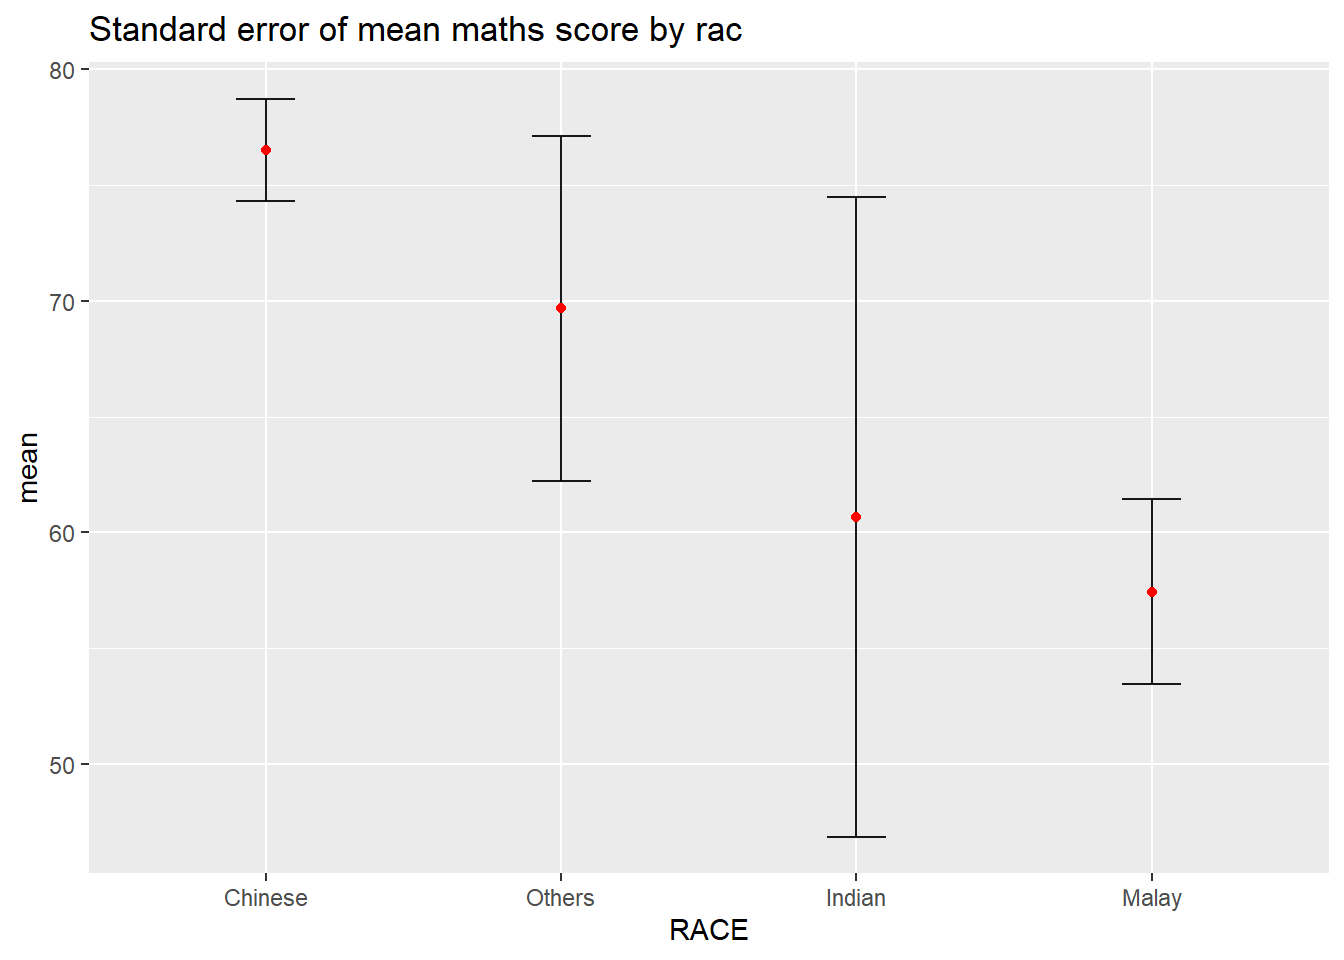 Standard error of mean maths score by rac
80
70
60
50
mean
Chinese Others Indian Malay
RACE